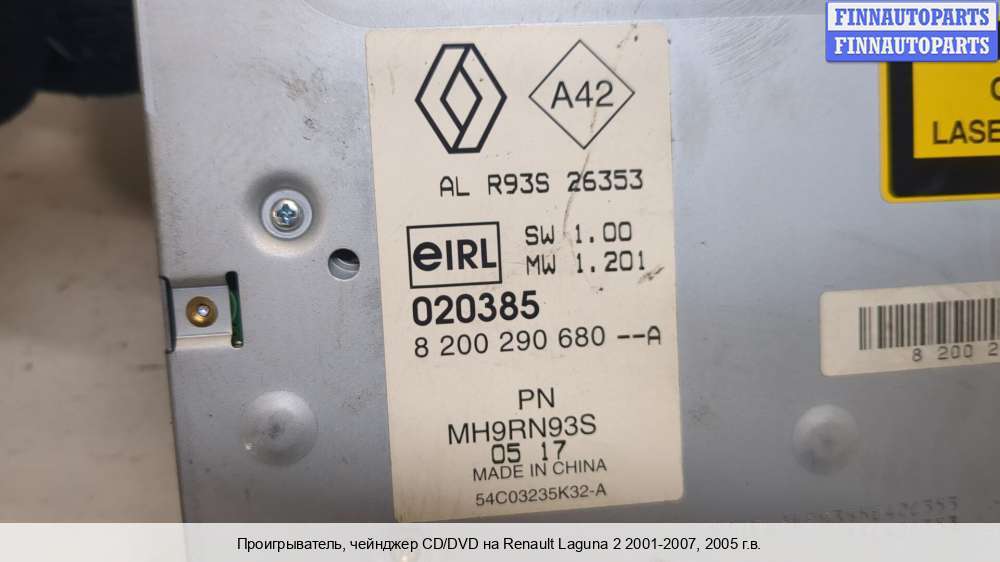 FINNAUTOPARTS
FINNAUTOPARTS
A42
AL R93S 26353
eIRL
SW 1.00
MW 1.201
020385
8 200 290 680 --A
PN
MH9RN93S
05 17
MADE IN CHINA
54C03235K32-A
LASE
8 200 2
Проигрыватель, чейнджер CD/DVD на Renault Laguna 2 2001-2007, 2005 г.в.